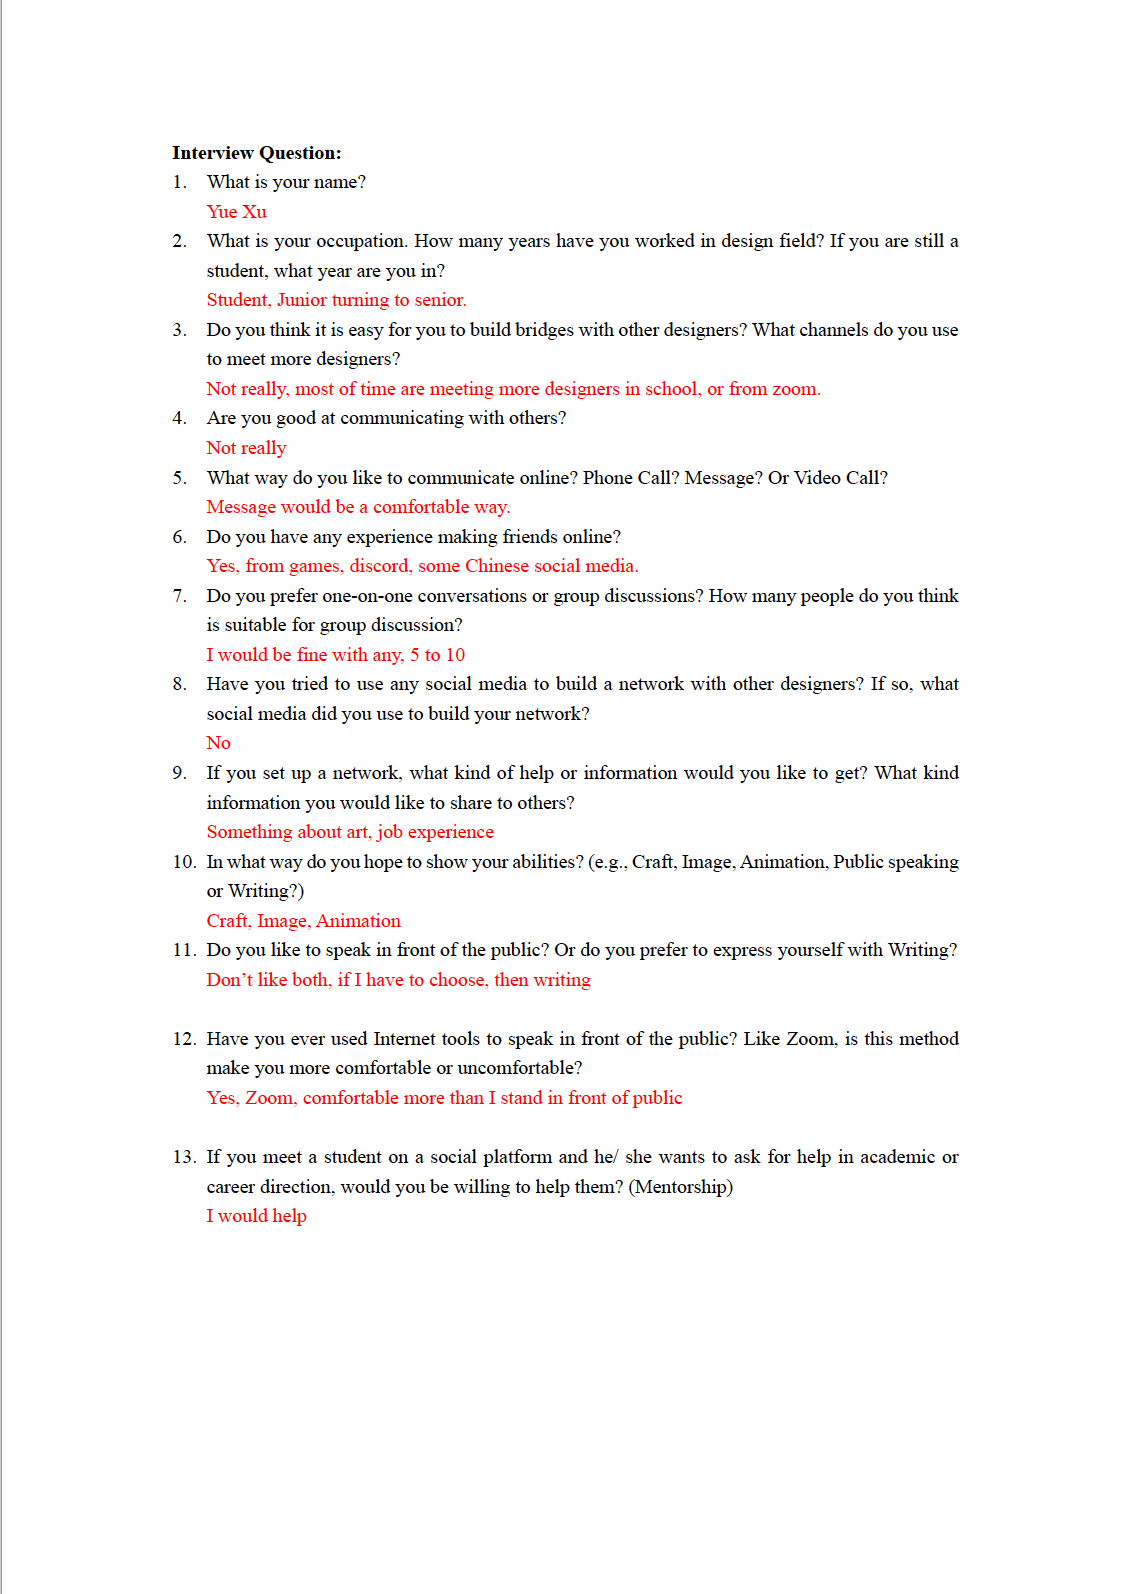 Interview Question:
1. What is your name?
Yue Xu
2. What is your occupation. How many years have you worked in design field? If you are still a
student, what year are you in?
Student, Junior turning to senior.
3. Do you think it is easy for you to build bridges with other designers? What channels do you use
to meet more designers?
Not really, most of time are meeting more designers in school, or from zoom.
4. Are you good at communicating with others?
Not really
5. What way do you like to communicate online? Phone Call? Message? Or Video Call?
Message would be a comfortable way.
6. Do you have any experience making friends online?
Yes, from games, discord, some Chinese social media.
7. Do you prefer one-on-one conversations or group discussions? How many people do you think
is suitable for group discussion?
I would be fine with any, 5 to 10
8. Have you tried to use any social media to build a network with other designers? If so, what
social media did you use to build your network?
No
9. If you set up a network, what kind of help or information would you like to get? What kind
information you would like to share to others?
Something about art, job experience
10. In what way do you hope to show your abilities? (e.g., Craft, Image, Animation, Public speaking
or Writing?)
Craft, Image, Animation
11. Do you like to speak in front of the public? Or do you prefer to express yourself with Writing?
Don’t like both, if I have to choose, then writing
12. Have you ever used Internet tools to speak in front of the public? Like Zoom, is this method
make you more comfortable or uncomfortable?
Yes, Zoom, comfortable more than I stand in front of public
13. If you meet a student on a social platform and he/ she wants to ask for help in academic or
career direction, would you be willing to help them? (Mentorship)
I would help